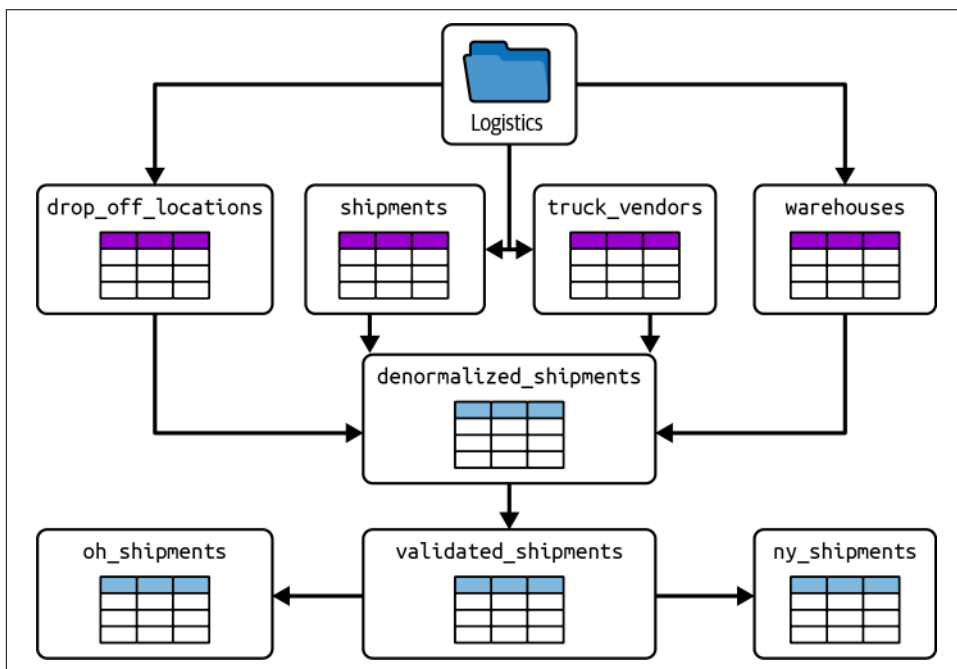 Logistics
drop_off_locations
shipments
truck_vendors
warehouses
denormalized_shipments
oh_shipments
validated_shipments
ny_shipments